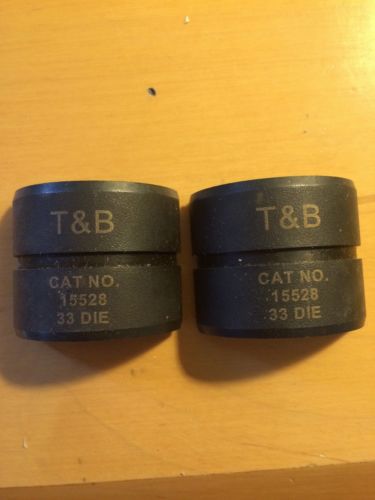 T&B
CAT NO.
15528
33 DIE
T&B
CAT NO.
15528
33 DIE